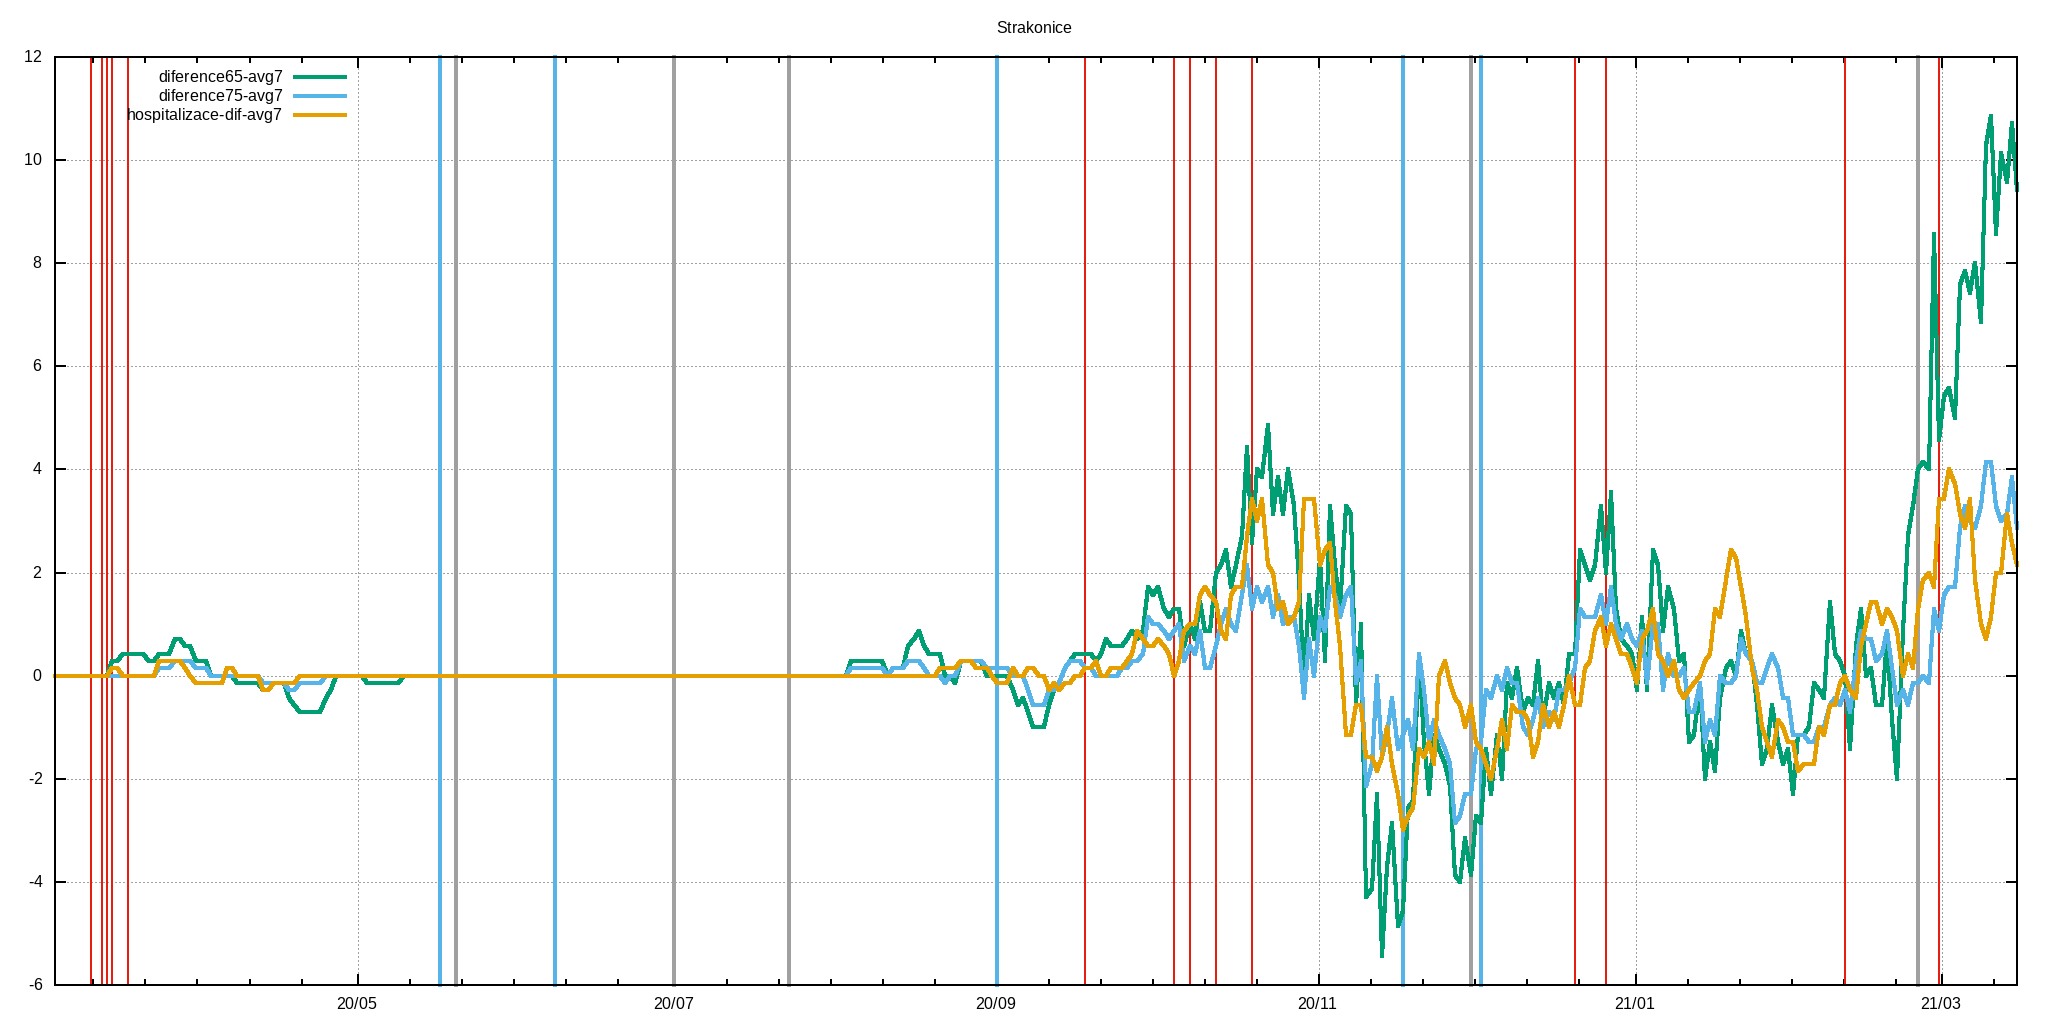 Strakonice
12
diference65-avg7
diference75-avg7
hospitalizace-dif-avg7
10
8
6
4
2
0
-2
-4
-6
20/05 20/07 20/09 20/11 21/01 21/03